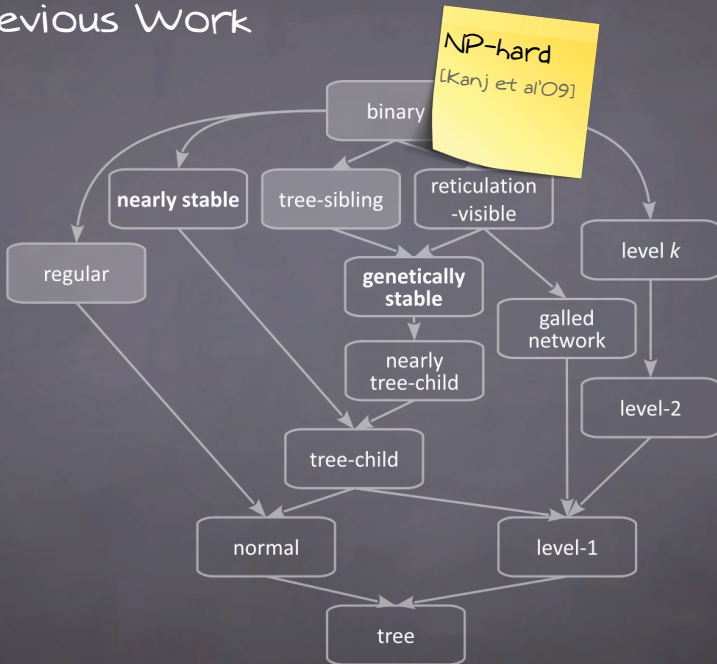 evious Work
NP-hard
[Kanj et al'09]
binary
nearly stable
tree-sibling
reticulation
-visible
level k
regular
genetically
stable
galled
network
nearly
tree-child
level-2
tree-child
normal
level-1
tree